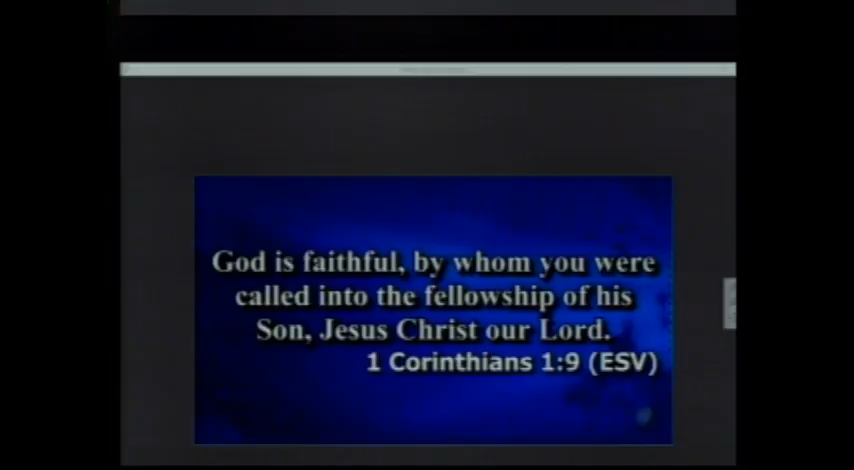 God is faithful, by whom you were
called into the fellowship of his
Son, Jesus Christ our Lord.
1 Corinthians 1:9 (ESV)